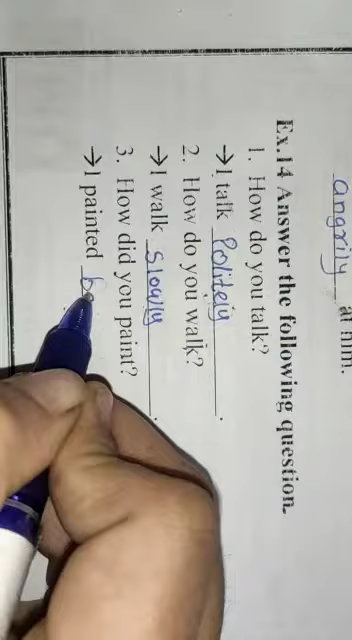 angrily at him.
Ex.14 Answer the following question.
1. How do you talk?
→I talk Politely.
2. How do you walk?
→I walk slowly.
3. How did you paint?
→I painted